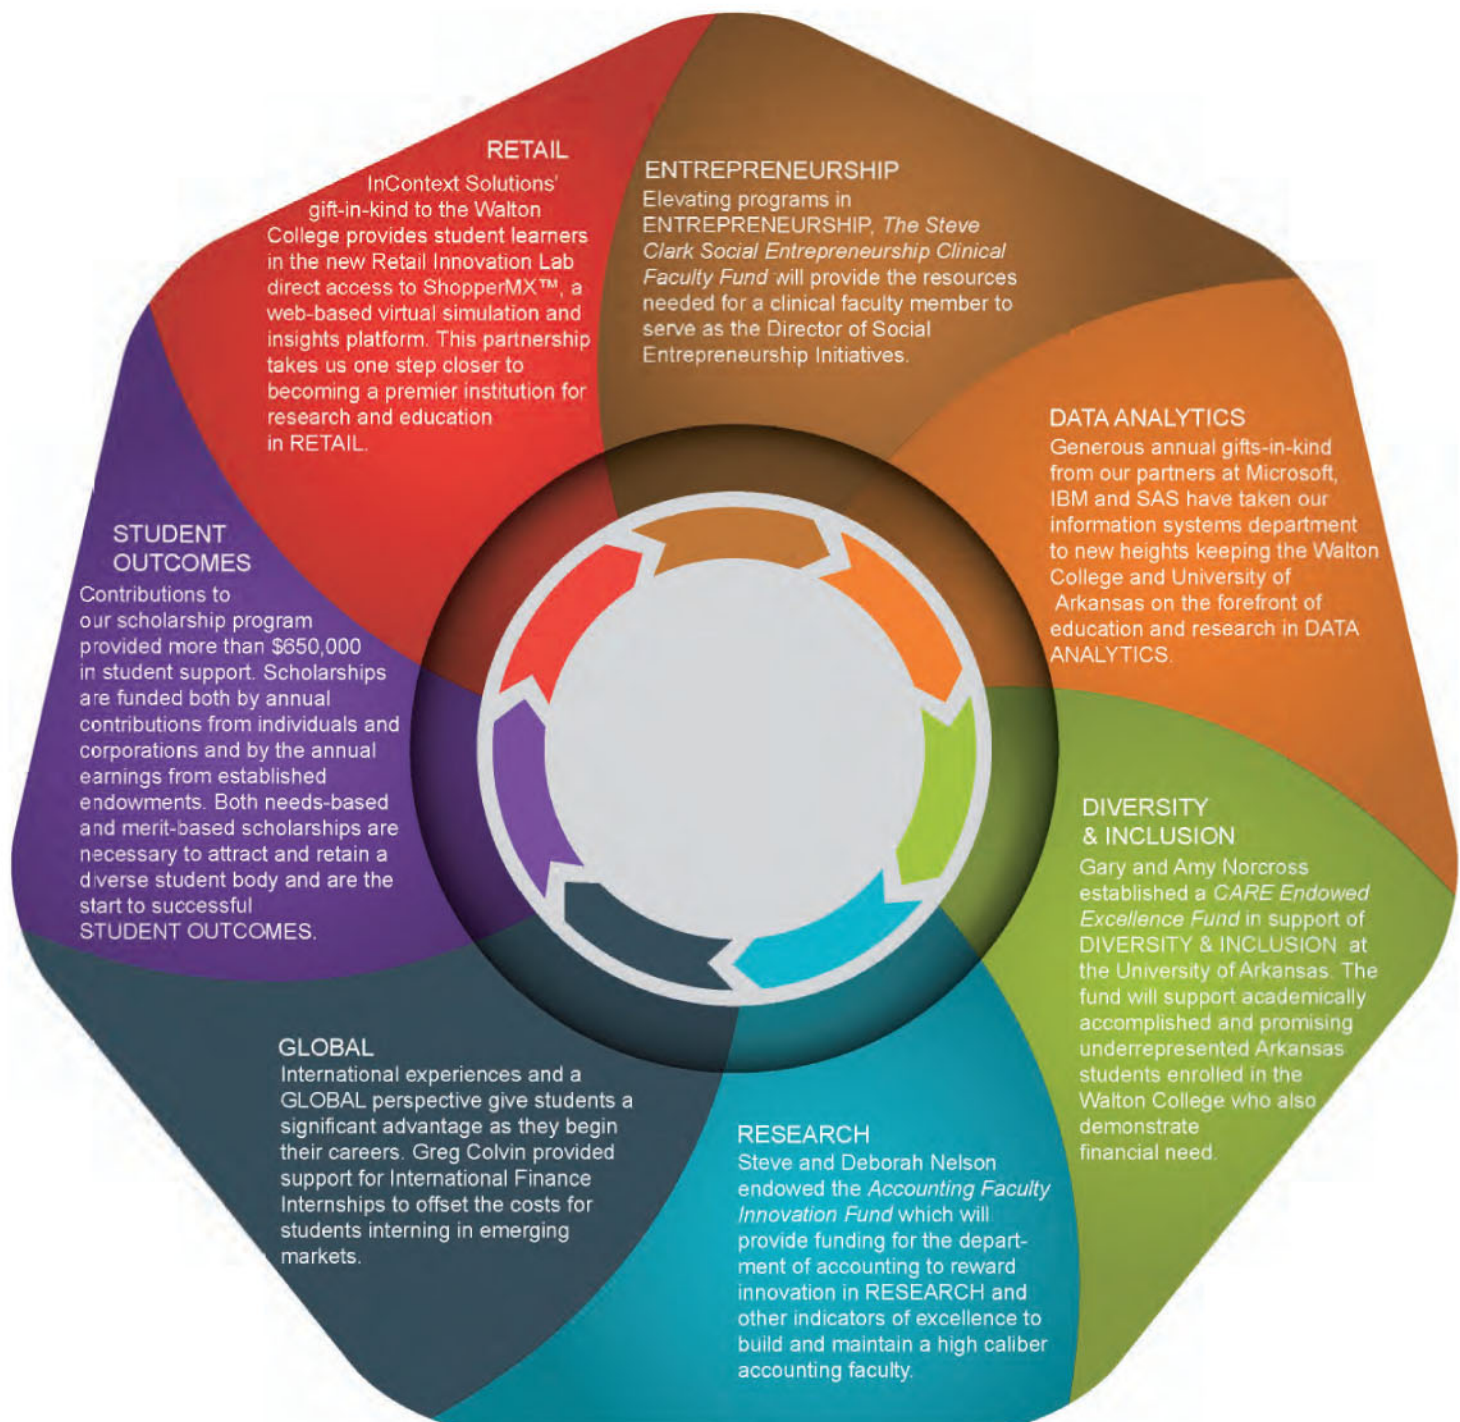 RETAIL
InContext Solutions'
gift-in-kind to the Walton
College provides student learners
in the new Retail Innovation Lab
direct access to ShopperMX™, a
web-based virtual simulation and
insights platform. This partnership
takes us one step closer to
becoming a premier institution for
research and education
in RETAIL.
ENTREPRENEURSHIP
Elevating programs in
ENTREPRENEURSHIP, The Steve
Clark Social Entrepreneurship Clinical
Faculty Fund will provide the resources
needed for a clinical faculty member to
serve as the Director of Social
Entrepreneurship Initiatives.
DATA ANALYTICS
Generous annual gifts-in-kind
from our partners at Microsoft,
IBM and SAS have taken our
information systems department
to new heights keeping the Walton
College and University of
Arkansas on the forefront of
education and research in DATA
ANALYTICS.
DIVERSITY
& INCLUSION
Gary and Amy Norcross
established a CARE Endowed
Excellence Fund in support of
DIVERSITY & INCLUSION at
the University of Arkansas. The
fund will support academically
accomplished and promising
underrepresented Arkansas
students enrolled in the
Walton College who also
demonstrate
financial need.
RESEARCH
Steve and Deborah Nelson
endowed the Accounting Faculty
Innovation Fund which will
provide funding for the depart-
ment of accounting to reward
innovation in RESEARCH and
other indicators of excellence to
build and maintain a high caliber
accounting faculty.
GLOBAL
International experiences and a
GLOBAL perspective give students a
significant advantage as they begin
their careers. Greg Colvin provided
support for International Finance
Internships to offset the costs for
students interning in emerging
markets.
STUDENT
OUTCOMES
Contributions to
our scholarship program
provided more than $650,000
in student support. Scholarships
are funded both by annual
contributions from individuals and
corporations and by the annual
earnings from established
endowments. Both needs-based
and merit-based scholarships are
necessary to attract and retain a
diverse student body and are the
start to successful
STUDENT OUTCOMES.